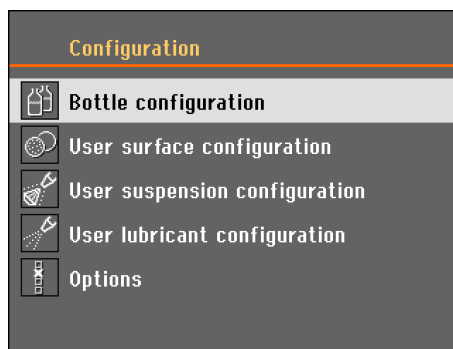 Configuration
Bottle configuration
User surface configuration
User suspension configuration
User lubricant configuration
Options